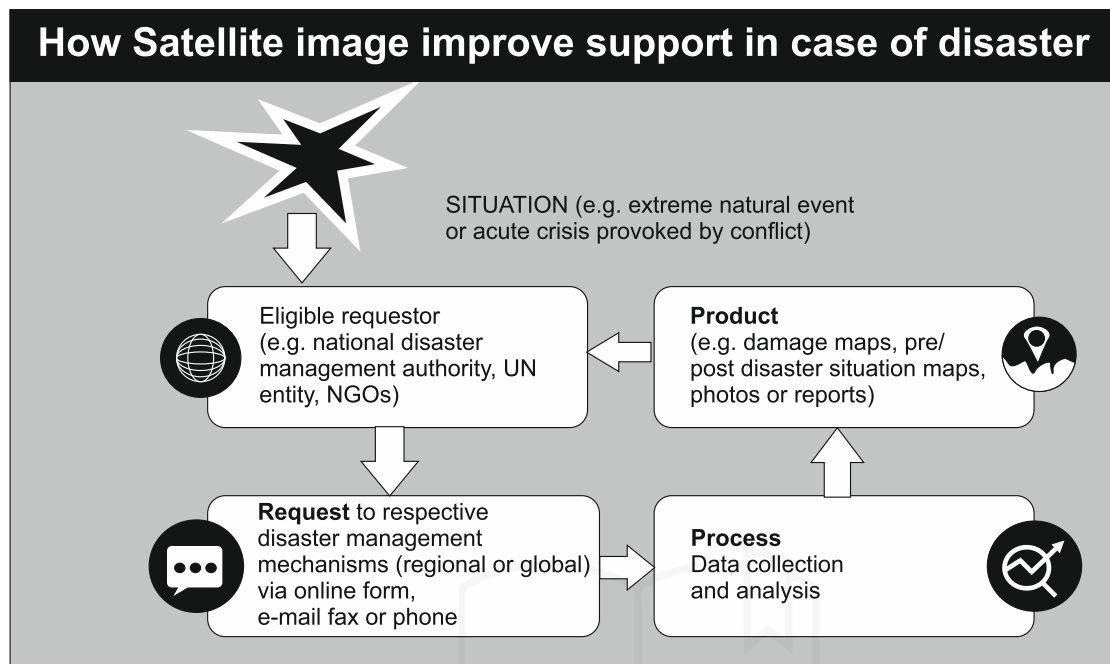 How Satellite image improve support in case of disaster
SITUATION (e.g. extreme natural event
or acute crisis provoked by conflict)
Eligible requestor
(e.g. national disaster
management authority, UN
entity, NGOs)
Request to respective
disaster management
mechanisms (regional or global)
via online form,
e-mail fax or phone
Process
Data collection
and analysis
Product
(e.g. damage maps, pre/
post disaster situation maps,
photos or reports)